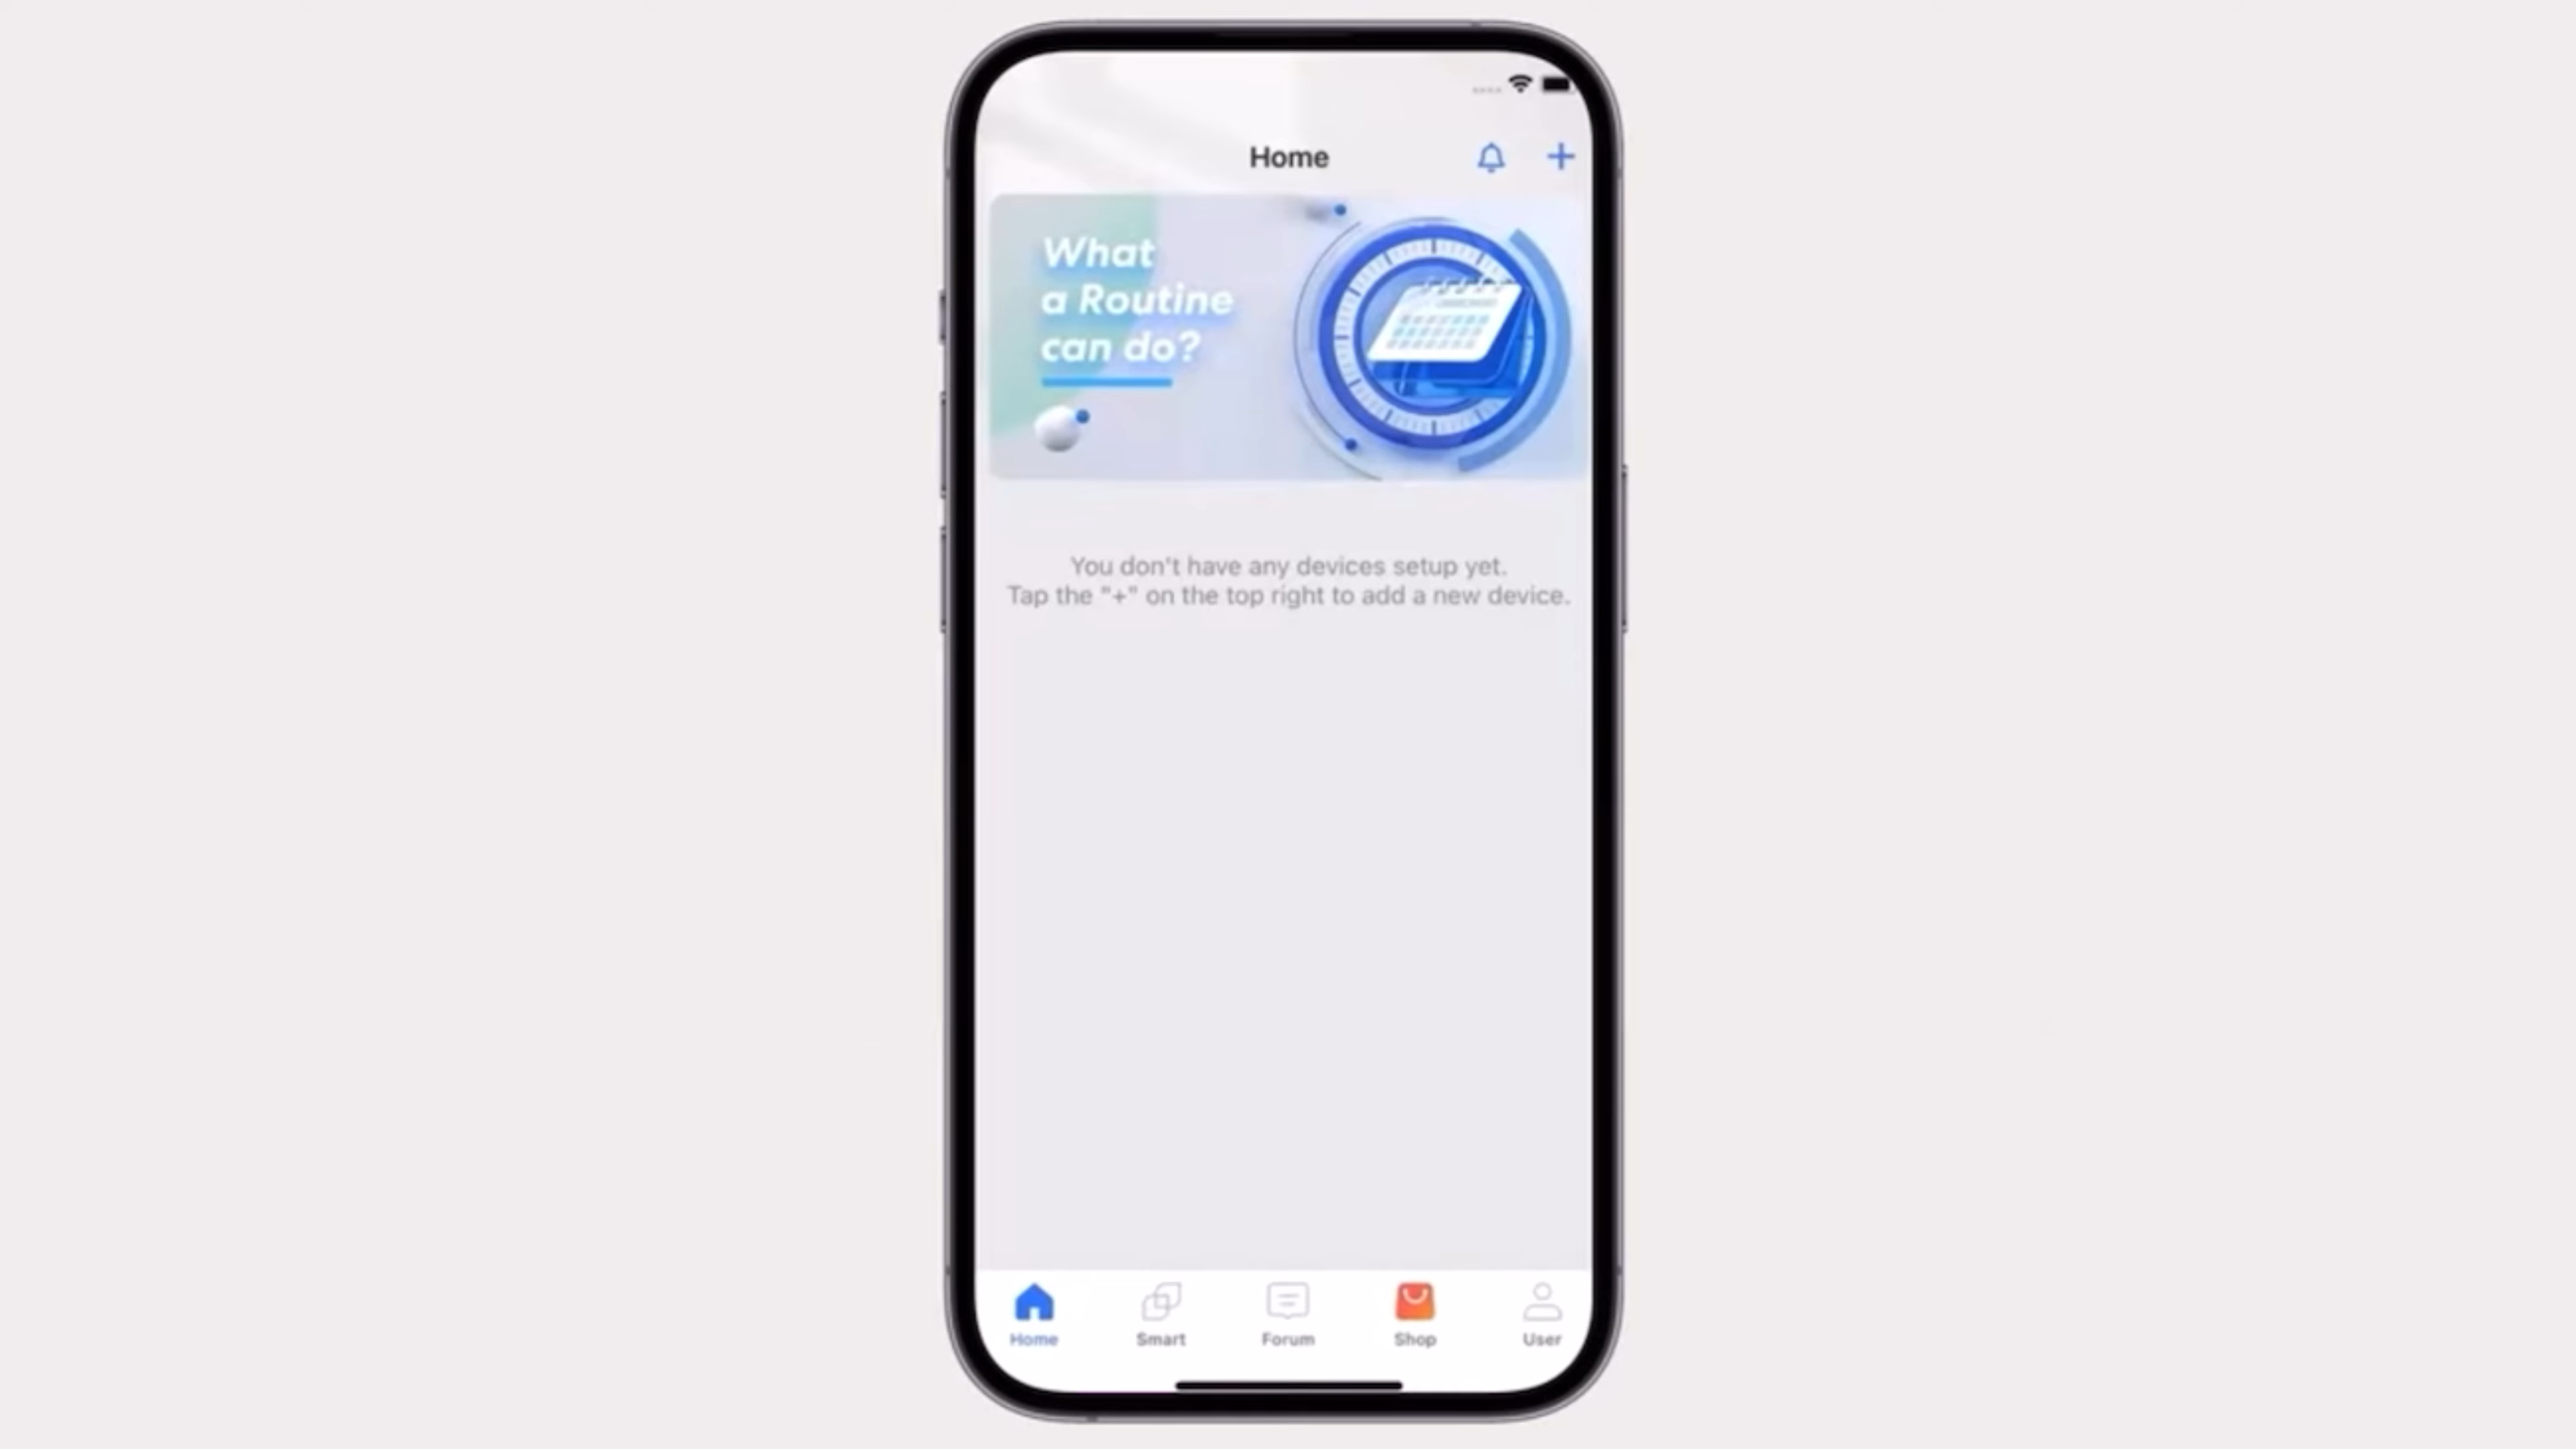 Home
What
a Routine
can do?
You don't have any devices setup yet.
Tap the "+" on the top right to add a new device.
Home
Smart
Forum
Shop
User